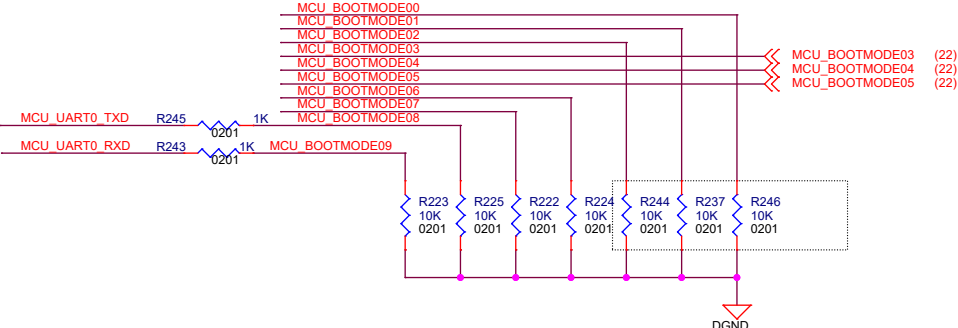 MCU_BOOTMODE00
MCU_BOOTMODE01
MCU_BOOTMODE02
MCU_BOOTMODE03 MCU_BOOTMODE03 (22)
MCU_BOOTMODE04 MCU_BOOTMODE04 (22)
MCU_BOOTMODE05 MCU_BOOTMODE05 (22)
MCU_BOOTMODE06
MCU_BOOTMODE07
MCU_UART0_TXD R245 1K MCU_BOOTMODE08
0201
MCU_UART0_RXD R243 1K MCU_BOOTMODE09
0201
R223 R225 R222 R224 R244 R237 R246
10K 10K 10K 10K 10K 10K 10K
0201 0201 0201 0201 0201 0201 0201
DGND